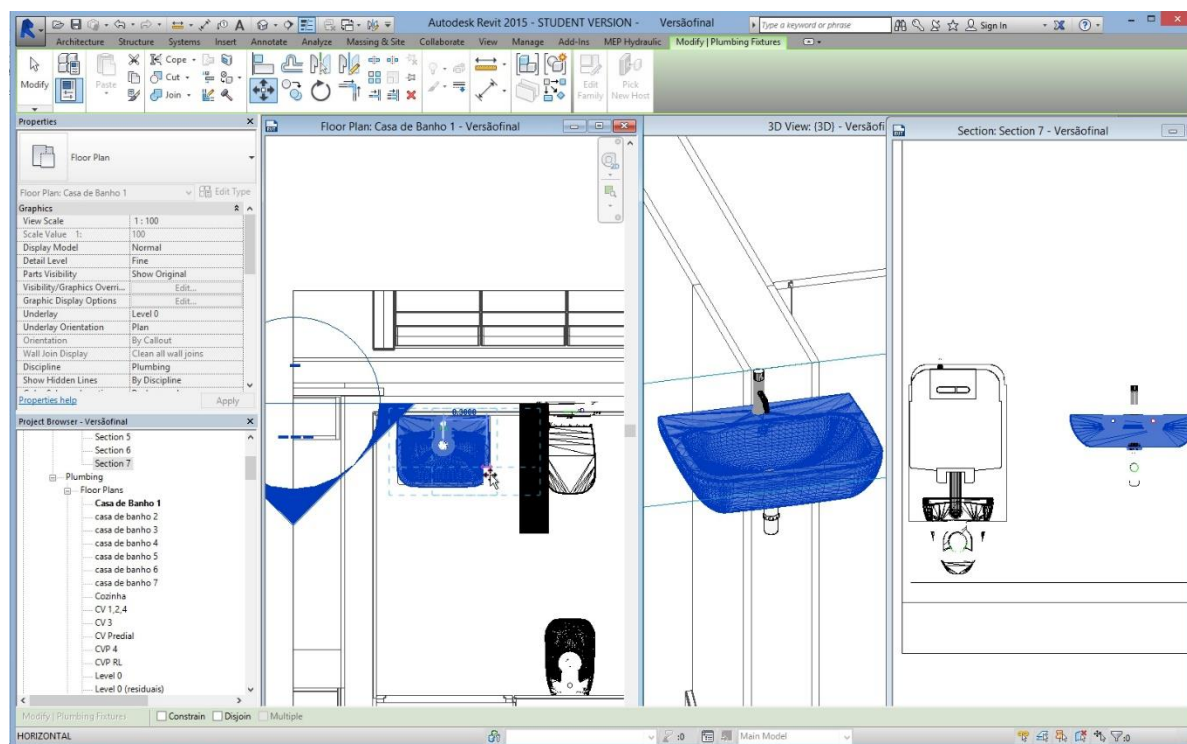 Autodesk Revit 2015 - STUDENT VERSION - Versãofinal
Type a keyword or phrase
Sign In
Architecture Structure Systems Insert Annotate Analyze Massing & Site Collaborate View Manage Add-Ins MEP Hydraulic Modify | Plumbing Fixtures
Modify
Paste
Cope
Cut
Join
Edit
Family
Pick
New Host
Properties
Floor Plan
Floor Plan: Casa de Banho 1
Edit Type
Graphics
View Scale 1 : 100
Scale Value 1: 100
Display Model Normal
Detail Level Fine
Parts Visibility Show Original
Visibility/Graphics Overri... Edit...
Graphic Display Options Edit...
Underlay Level 0
Underlay Orientation Plan
Orientation By Callout
Wall Join Display Clean all wall joins
Discipline Plumbing
Show Hidden Lines By Discipline
Properties help
Apply
Project Browser - Versãofinal
Section 5
Section 6
Section 7
Plumbing
Floor Plans
Casa de Banho 1
casa de banho 2
casa de banho 3
casa de banho 4
casa de banho 5
casa de banho 6
casa de banho 7
Cozinha
CV 1,2,4
CV 3
CV Predial
CVP 4
CVP RL
Level 0
Level 0 (residuais)
Floor Plan: Casa de Banho 1 - Versãofinal
0.3000
3D View: {3D} - Versãofi
Section: Section 7 - Versãofinal
Modify | Plumbing Fixtures
Constrain
Disjoin
Multiple
HORIZONTAL
:0
Main Model
:0